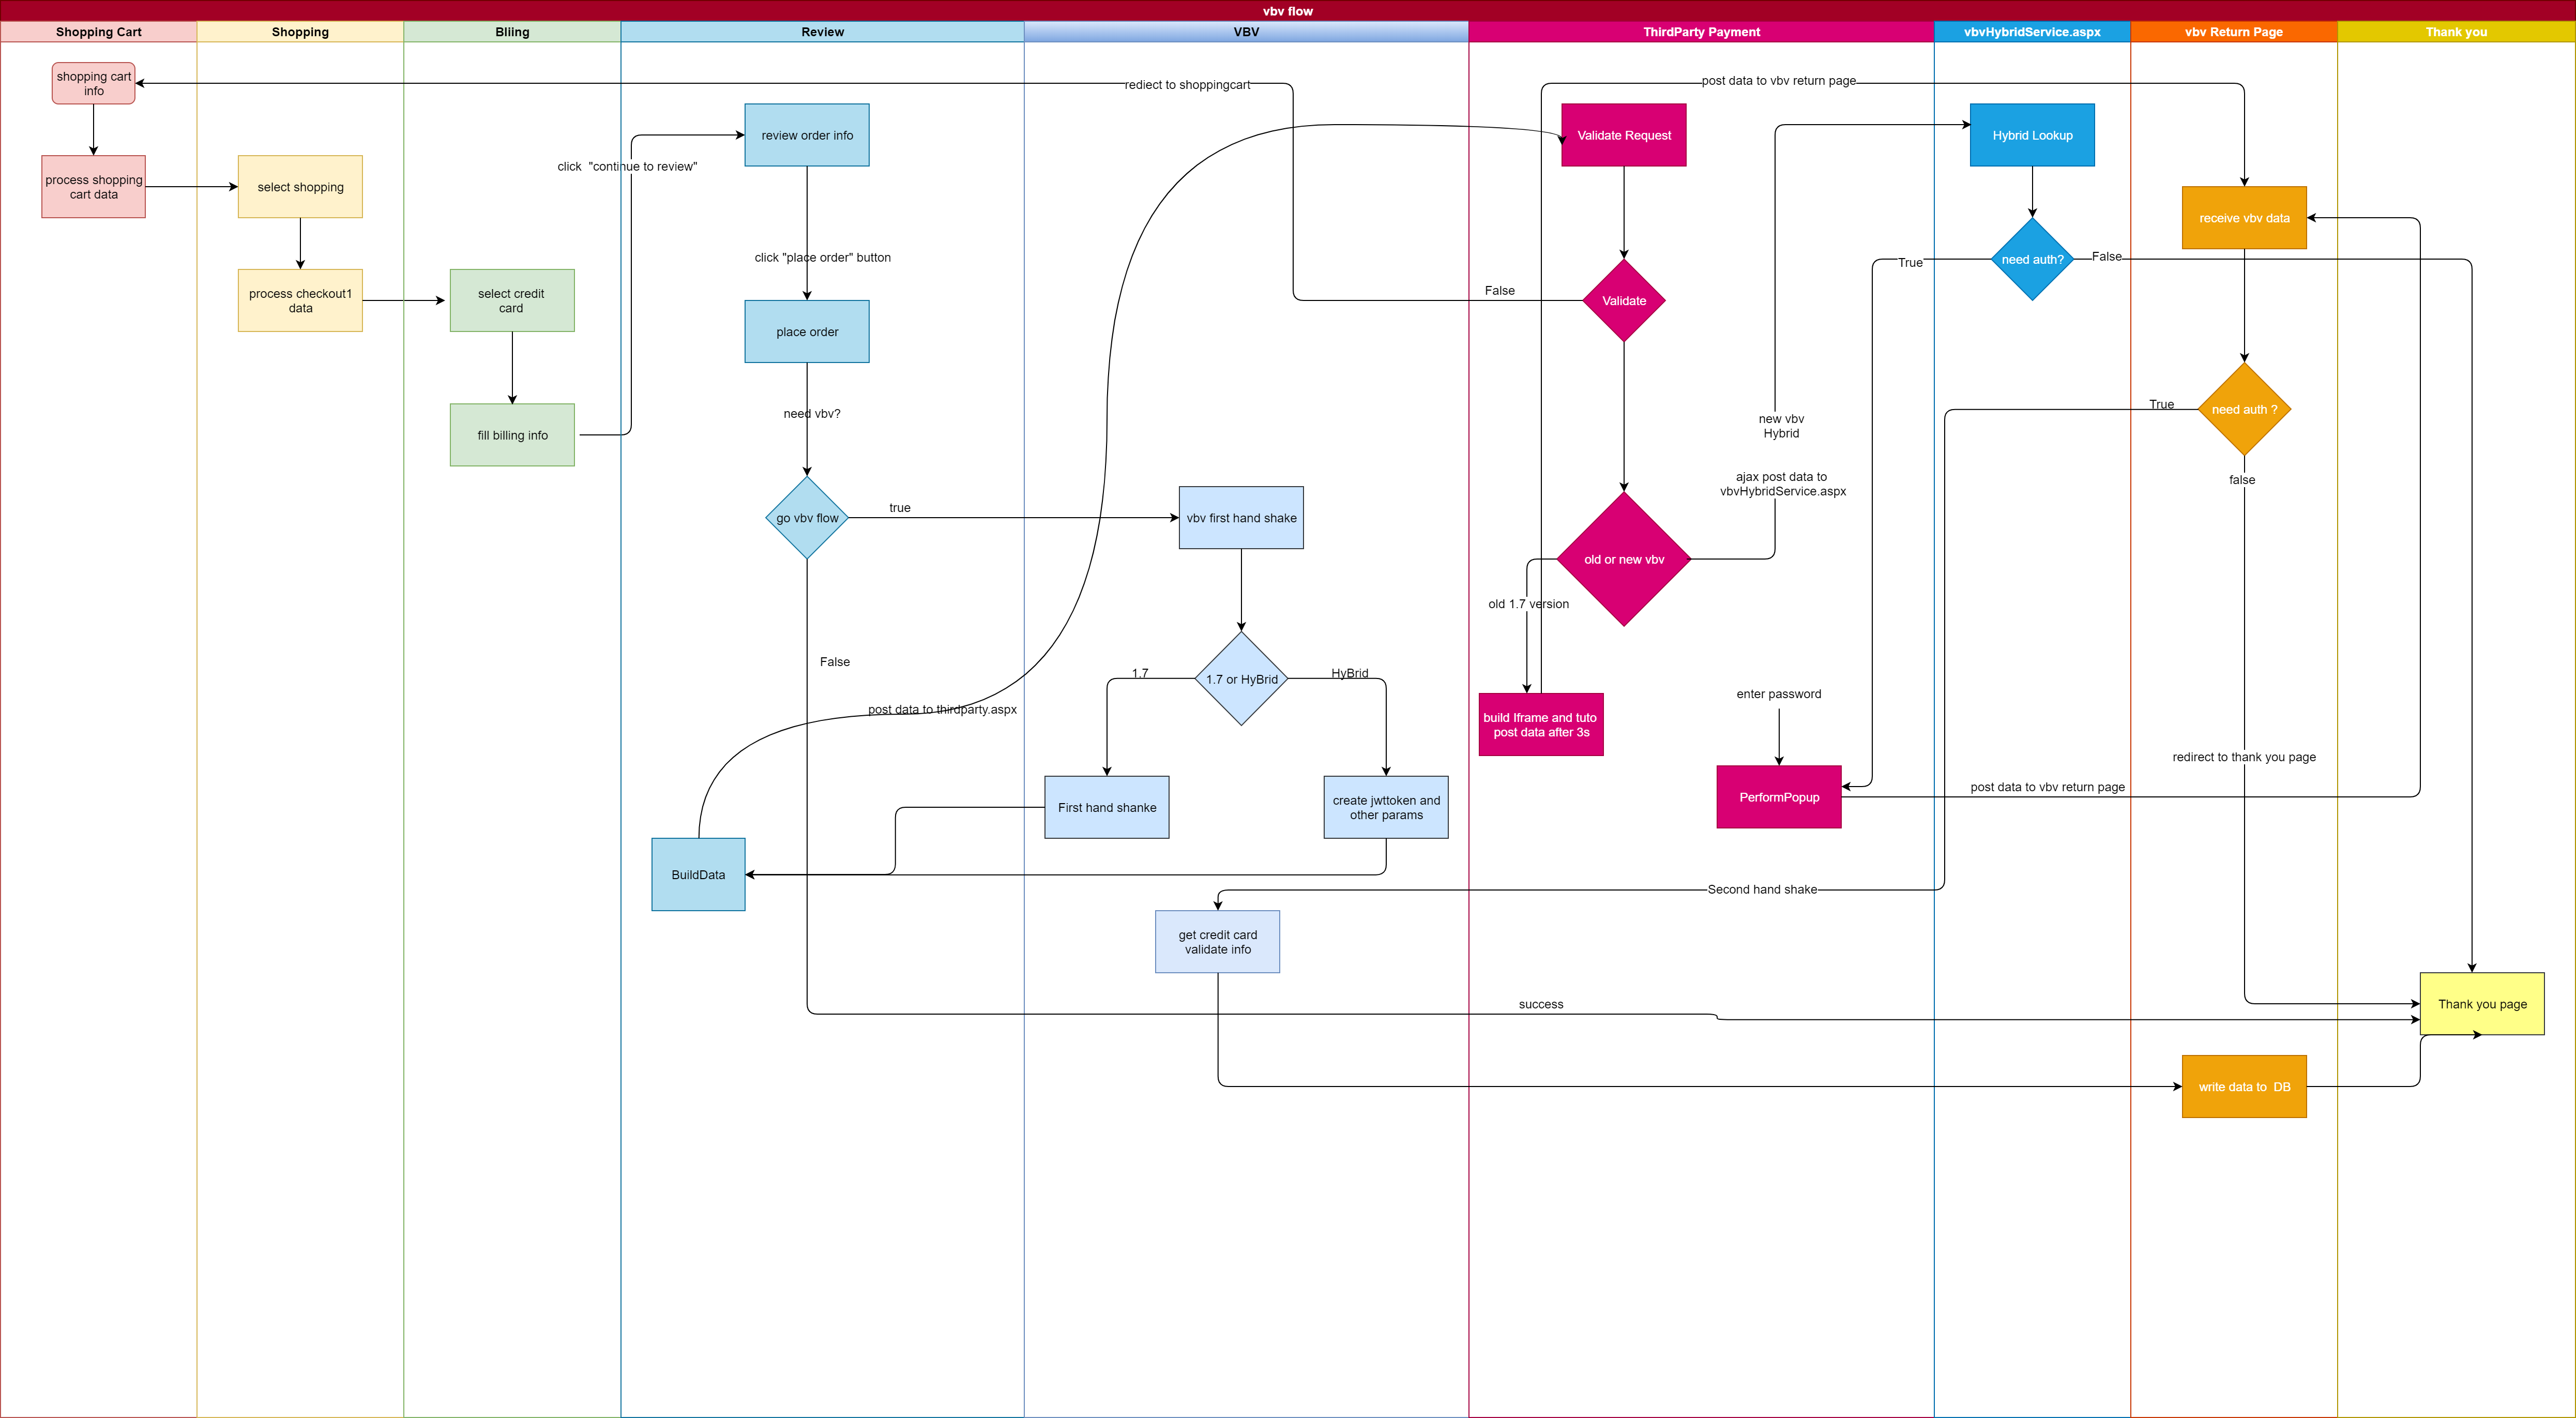 vbv flow
Shopping Cart
Shopping
Bliing
Review
VBV
ThirdParty Payment
vbvHybridService.aspx
vbv Return Page
Thank you
shopping cart
info
rediect to shoppingcart
post data to vbv return page
review order info
Validate Request
Hybrid Lookup
click  "continue to review"
process shopping
cart data
select shopping
receive vbv data
click "place order" button
need auth?
True
False
process checkout1
data
select credit
card
False
Validate
place order
need vbv?
new vbv
Hybrid
True
need auth ?
fill billing info
ajax post data to
vbvHybridService.aspx
false
go vbv flow
true
vbv first hand shake
old or new vbv
old 1.7 version
False
1.7
1.7 or HyBrid
HyBrid
post data to thirdparty.aspx
enter password
build Iframe and tuto
post data after 3s
redirect to thank you page
PerformPopup
post data to vbv return page
First hand shanke
create jwttoken and
other params
BuildData
Second hand shake
get credit card
validate info
success
Thank you page
write data to  DB